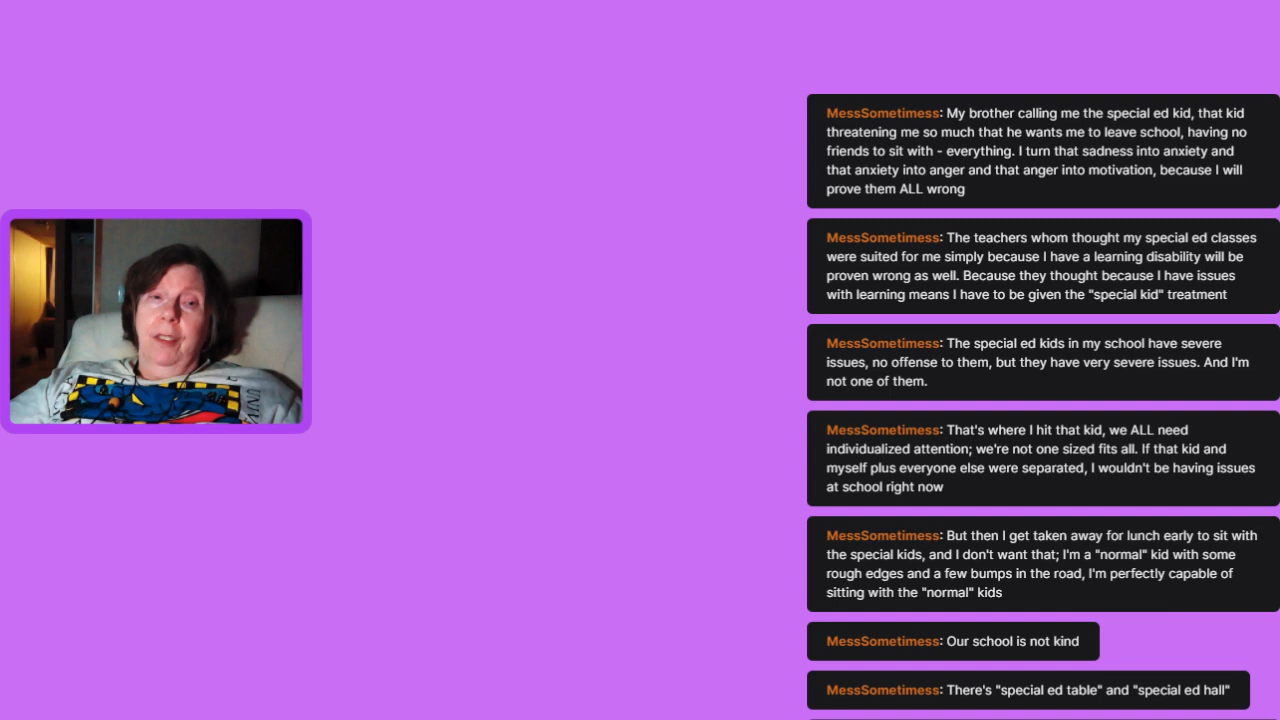 MessSometimess: My brother calling me the special ed kid, that kid
threatening me so much that he wants me to leave school, having no
friends to sit with - everything. I turn that sadness into anxiety and
that anxiety into anger and that anger into motivation, because I will
prove them ALL wrong
MessSometimess: The teachers whom thought my special ed classes
were suited for me simply because I have a learning disability will be
proven wrong as well. Because they thought because I have issues
with learning means I have to be given the "special kid" treatment
MessSometimess: The special ed kids in my school have severe
issues, no offense to them, but they have very severe issues. And I'm
not one of them.
MessSometimess: That's where I hit that kid, we ALL need
individualized attention; we're not one sized fits all. If that kid and
myself plus everyone else were separated, I wouldn't be having issues
at school right now
MessSometimess: But then I get taken away for lunch early to sit with
the special kids, and I don't want that; I'm a "normal" kid with some
rough edges and a few bumps in the road, I'm perfectly capable of
sitting with the "normal" kids
MessSometimess: Our school is not kind
MessSometimess: There's "special ed table" and "special ed hall"